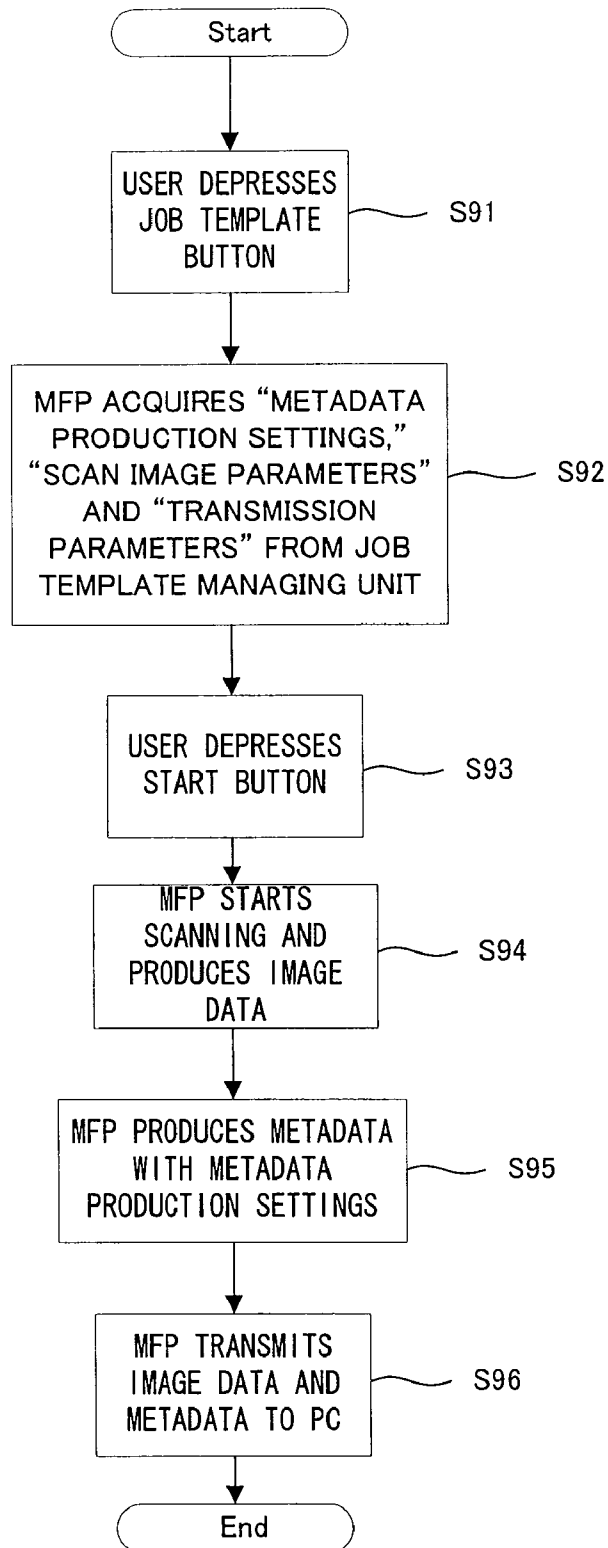 Start
USER DEPRESSES
JOB TEMPLATE
BUTTON
S91
MFP ACQUIRES “METADATA
PRODUCTION SETTINGS,”
“SCAN IMAGE PARAMETERS”
AND “TRANSMISSION
PARAMETERS” FROM JOB
TEMPLATE MANAGING UNIT
S92
USER DEPRESSES
START BUTTON
S93
MFP STARTS
SCANNING AND
PRODUCES IMAGE
DATA
S94
MFP PRODUCES METADATA
WITH METADATA
PRODUCTION SETTINGS
S95
MFP TRANSMITS
IMAGE DATA AND
METADATA TO PC
S96
End